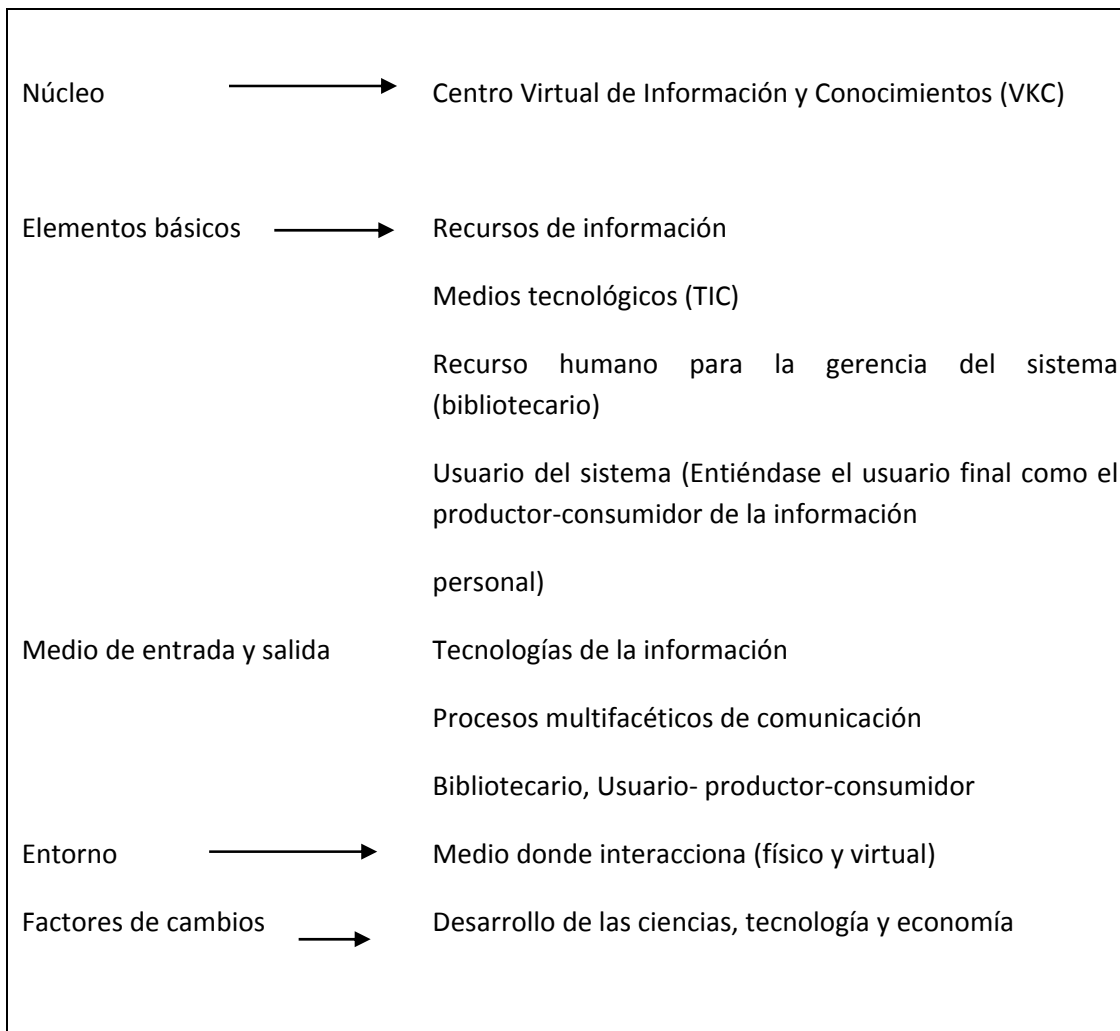 Núcleo Centro Virtual de Información y Conocimientos (VKC)
Elementos básicos Recursos de información
Medios tecnológicos (TIC)
Recurso humano para la gerencia del sistema
(bibliotecario)
Usuario del sistema (Entiéndase el usuario final como el
productor-consumidor de la información
personal)
Medio de entrada y salida Tecnologías de la información
Procesos multifacéticos de comunicación
Bibliotecario, Usuario- productor-consumidor
Entorno Medio donde interacciona (físico y virtual)
Factores de cambios Desarrollo de las ciencias, tecnología y economía